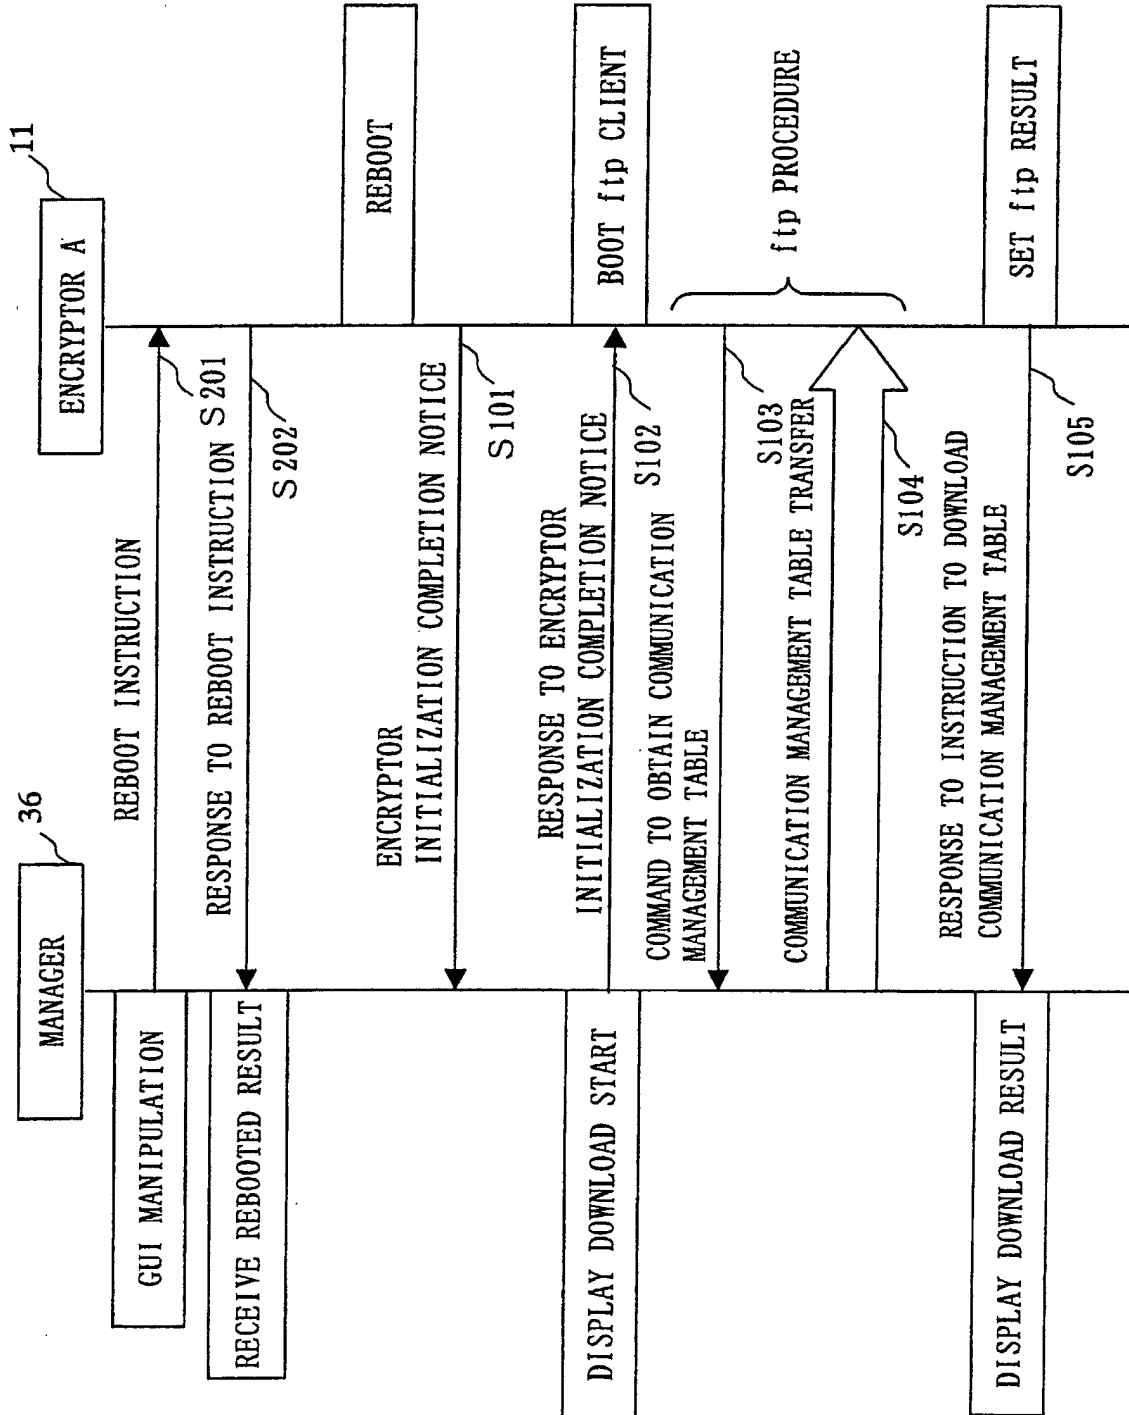 MANAGER
36
ENCRYPTOR A
11
GUI MANIPULATION
REBOOT INSTRUCTION
S201
RESPONSE TO REBOOT INSTRUCTION
S202
RECEIVE REBOOTED RESULT
REBOOT
ENCRYPTOR
INITIALIZATION COMPLETION NOTICE
S101
RESPONSE TO ENCRYPTOR
INITIALIZATION COMPLETION NOTICE
S102
DISPLAY DOWNLOAD START
BOOT ftp CLIENT
COMMAND TO OBTAIN COMMUNICATION
MANAGEMENT TABLE
S103
COMMUNICATION MANAGEMENT TABLE TRANSFER
S104
ftp PROCEDURE
RESPONSE TO INSTRUCTION TO DOWNLOAD
COMMUNICATION MANAGEMENT TABLE
S105
DISPLAY DOWNLOAD RESULT
SET ftp RESULT